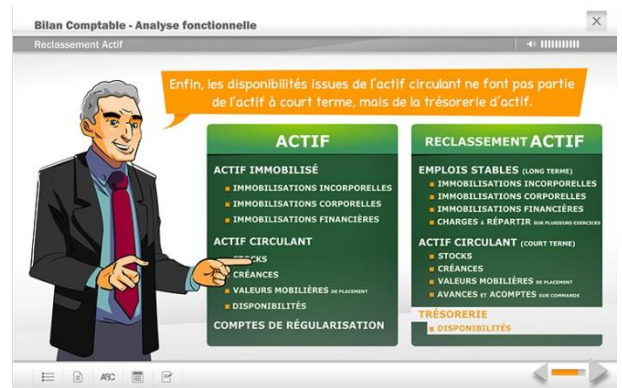 Bilan Comptable - Analyse fonctionnelle
X
Reclassement Actif
Enfin, les disponibilités issues de l'actif circulant ne font pas partie
de l'actif à court terme, mais de la trésorerie d'actif.
ACTIF
ACTIF IMMOBILISÉ
IMMOBILISATIONS INCORPORELLES
IMMOBILISATIONS CORPORELLES
IMMOBILISATIONS FINANCIÈRES
ACTIF CIRCULANT
STOCKS
CRÉANCES
VALEURS MOBILIÈRES DE PLACEMENT
DISPONIBILITÉS
COMPTES DE RÉGULARISATION
RECLASSEMENT ACTIF
EMPLOIS STABLES (LONG TERME)
IMMOBILISATIONS INCORPORELLES
IMMOBILISATIONS CORPORELLES
IMMOBILISATIONS FINANCIÈRES
CHARGES À RÉPARTIR SUR PLUSIEURS EXERCICES
ACTIF CIRCULANT (COURT TERME)
STOCKS
CRÉANCES
VALEURS MOBILIÈRES DE PLACEMENT
AVANCES ET ACOMPTES SUR COMMANDE
TRÉSORERIE
DISPONIBILITÉS
ABC